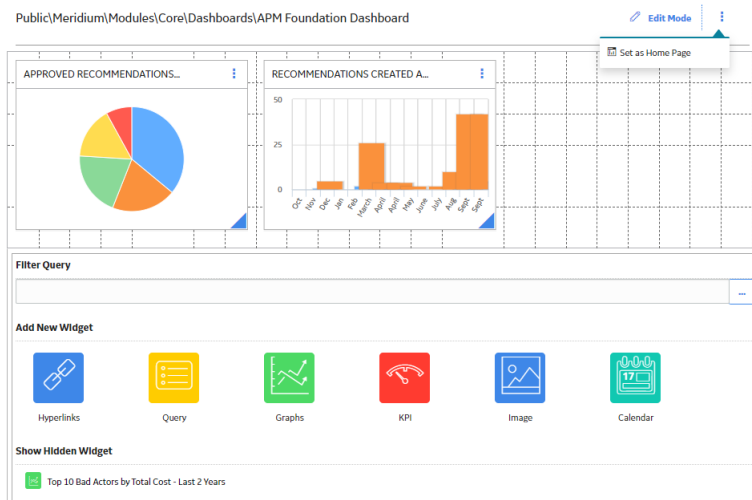 Public\Meridium\Modules\Core\Dashboards\APM Foundation Dashboard
Edit Mode
Set as Home Page
APPROVED RECOMMENDATIONS...
RECOMMENDATIONS CREATED A...
50
25
0
Oct Nov Dec Jan Feb March April April May June July Aug Sept Sept
Filter Query
...
Add New Widget
17
Hyperlinks Query Graphs KPI Image Calendar
Show Hidden Widget
Top 10 Bad Actors by Total Cost - Last 2 Years